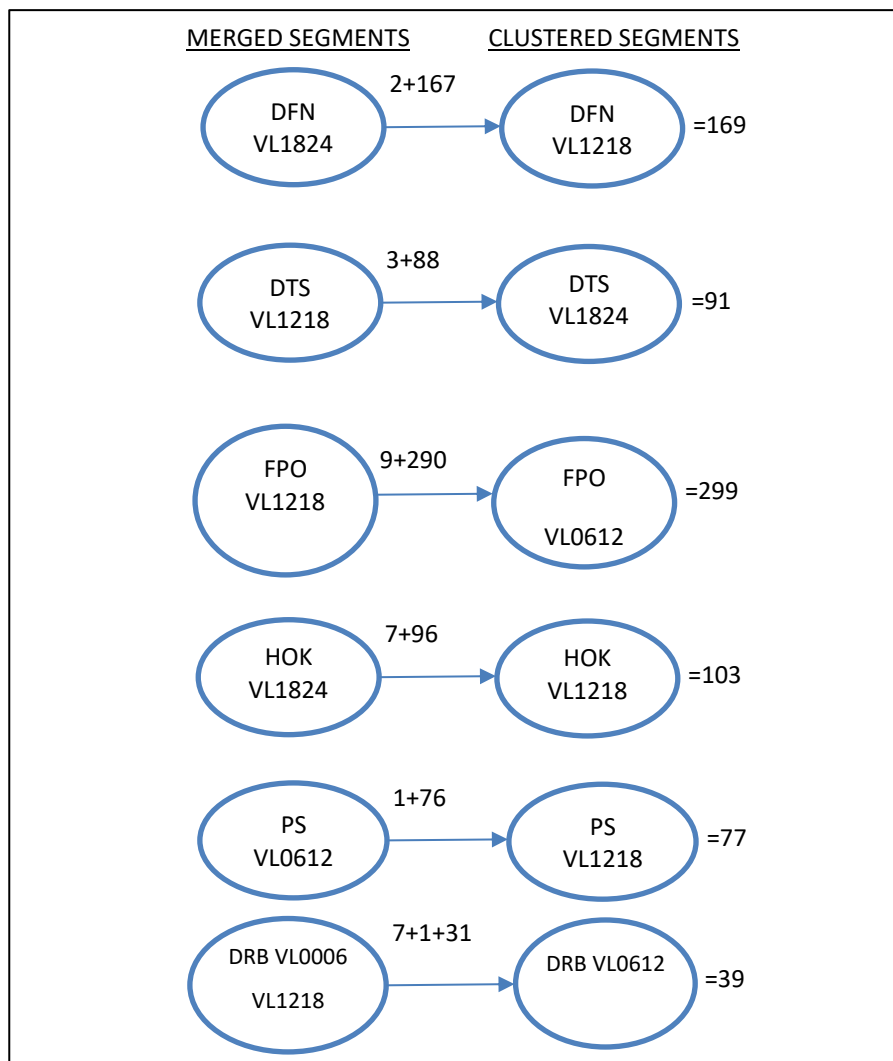 MERGED SEGMENTS CLUSTERED SEGMENTS
2+167
DFN
VL1824
DFN
VL1218
=169
3+88
DTS
VL1218
DTS
VL1824
=91
9+290
FPO
VL1218
FPO
VL0612
=299
7+96
HOK
VL1824
HOK
VL1218
=103
1+76
PS
VL0612
PS
VL1218
=77
7+1+31
DRB VL0006
VL1218
DRB VL0612
=39